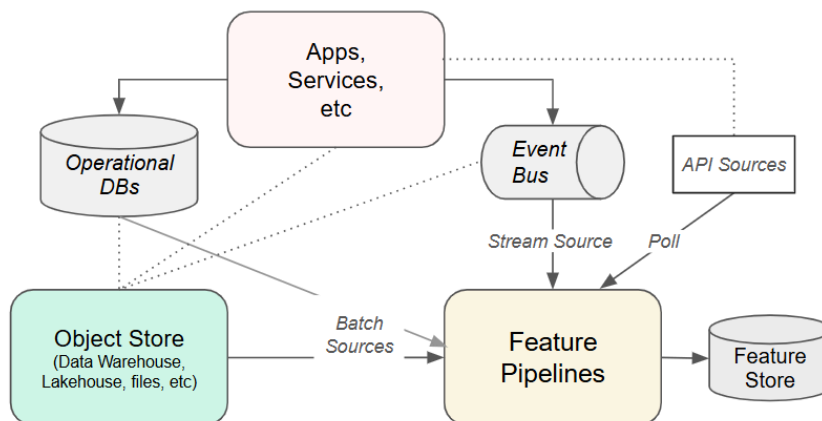 Apps,
Services,
etc
Operational
DBs
Event
Bus
API Sources
Stream Source
Poll
Object Store
(Data Warehouse,
Lakehouse, files, etc)
Batch
Sources
Feature
Pipelines
Feature
Store